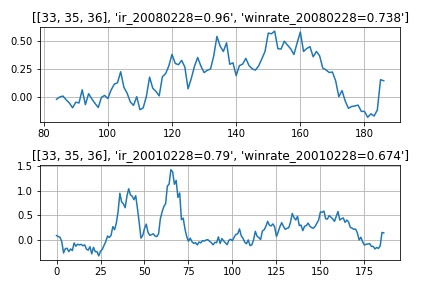 [[33, 35, 36], 'ir_20080228=0.96', 'winrate_20080228=0.738']
0.50
0.25
0.00
80 100 120 140 160 180
[[33, 35, 36], 'ir_20010228=0.79', 'winrate_20010228=0.674']
1.5
1.0
0.5
0.0
0 25 50 75 100 125 150 175